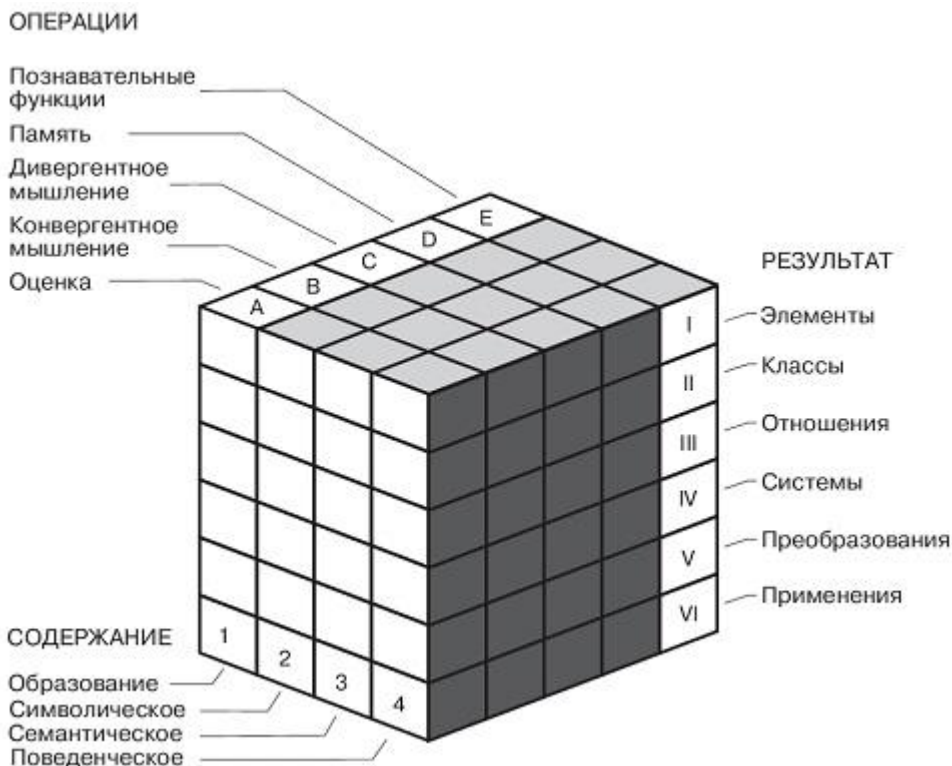 ОПЕРАЦИИ
Познавательные
функции
Память
Дивергентное
мышление
Конвергентное
мышление
Оценка
A
B
C
D
E
РЕЗУЛЬТАТ
I
Элементы
II
Классы
III
Отношения
IV
Системы
V
Преобразования
VI
Применения
СОДЕРЖАНИЕ
1
2
3
4
Образование
Символическое
Семантическое
Поведенческое